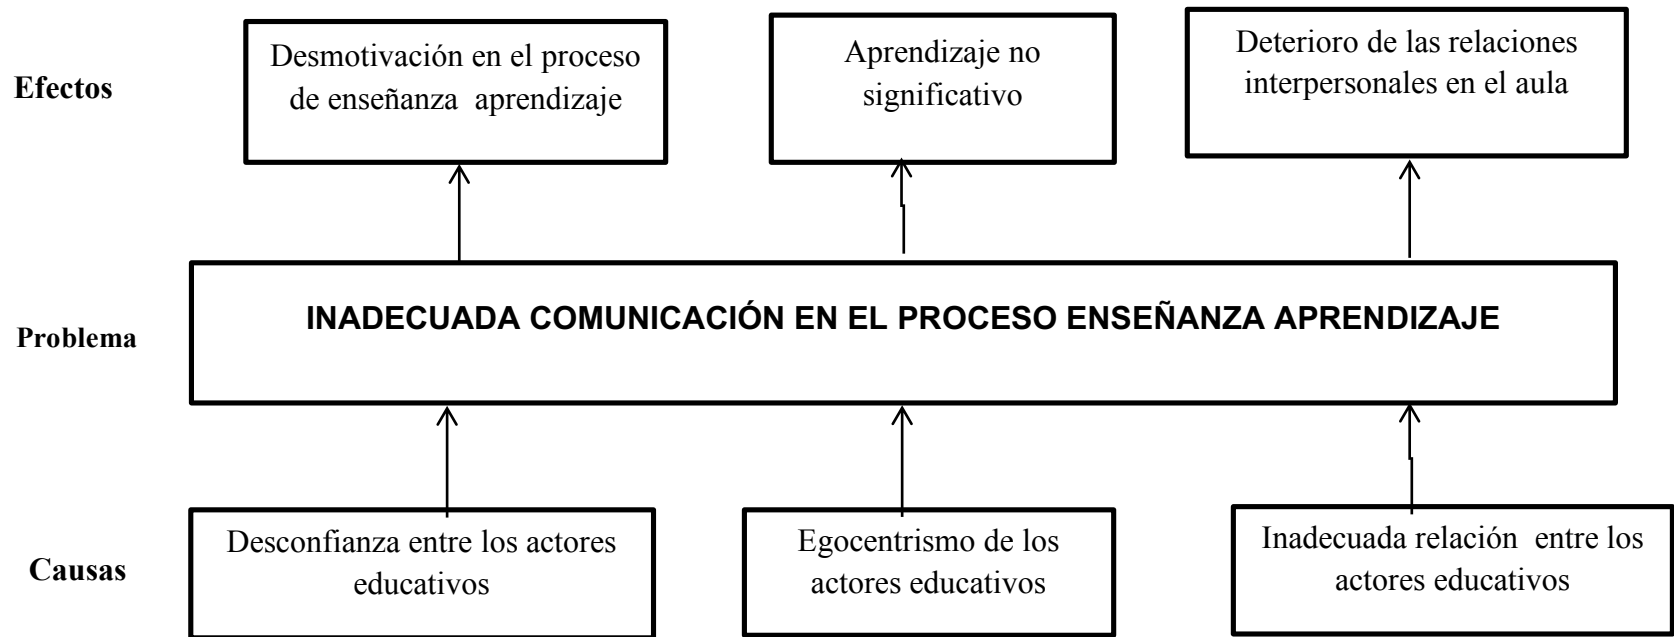 Efectos
Desmotivación en el proceso
de enseñanza aprendizaje
Aprendizaje no
significativo
Deterioro de las relaciones
interpersonales en el aula
Problema
INADECUADA COMUNICACIÓN EN EL PROCESO ENSEÑANZA APRENDIZAJE
Causas
Desconfianza entre los actores
educativos
Egocentrismo de los
actores educativos
Inadecuada relación entre los
actores educativos